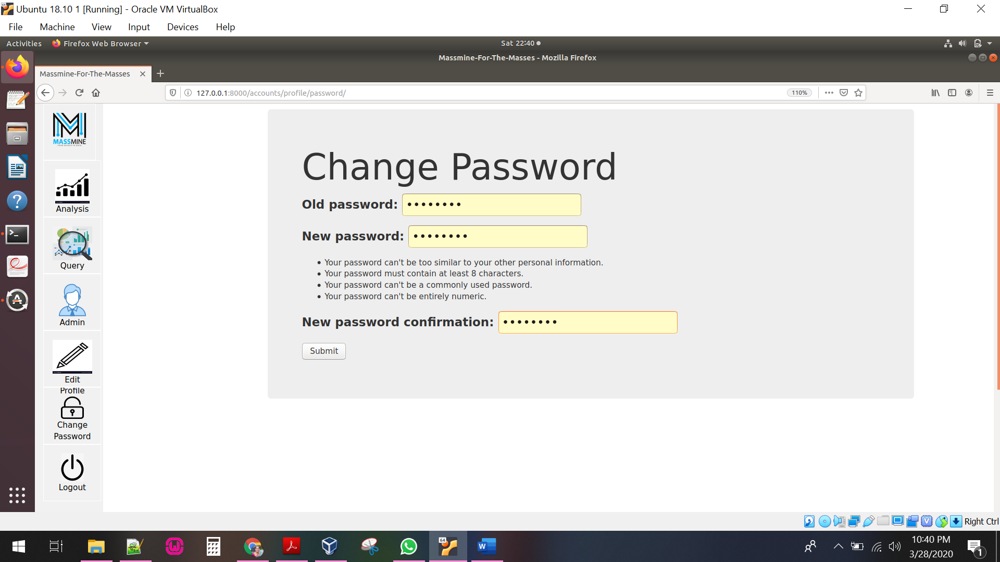 Ubuntu 18.10 1 [Running] - Oracle VM VirtualBox
File Machine View Input Devices Help
Activities Firefox Web Browser Sat 22:40
Massmine-For-The-Masses - Mozilla Firefox
Massmine-For-The-Masses
127.0.0.1:8000/accounts/profile/password/ 110%
MASSMINE
Analysis
Query
Admin
Edit
Profile
Change
Password
Logout
Change Password
Old password:
New password:
Your password can't be too similar to your other personal information.
Your password must contain at least 8 characters.
Your password can't be a commonly used password.
Your password can't be entirely numeric.
New password confirmation:
Submit
Right Ctrl
64
10:40 PM
3/28/2020
1